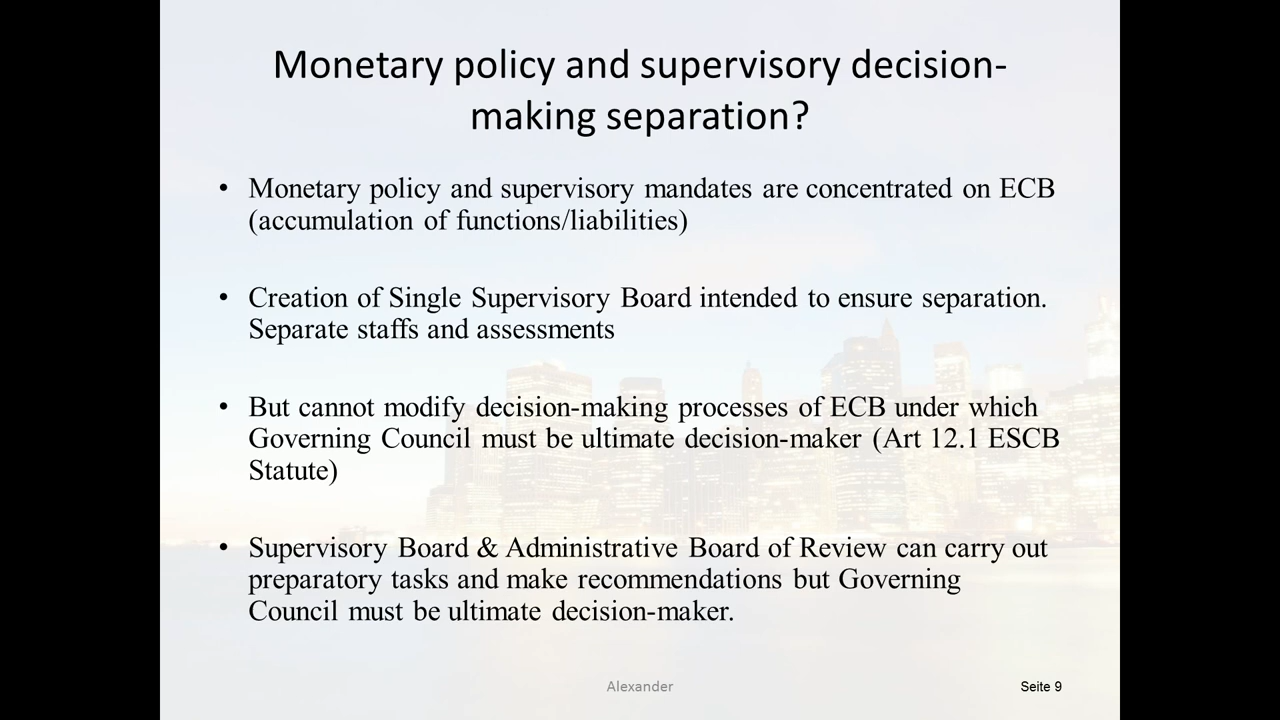 Monetary policy and supervisory decision-
making separation?
• Monetary policy and supervisory mandates are concentrated on ECB
(accumulation of functions/liabilities)
• Creation of Single Supervisory Board intended to ensure separation.
Separate staffs and assessments
• But cannot modify decision-making processes of ECB under which
Governing Council must be ultimate decision-maker (Art 12.1 ESCB
Statute)
• Supervisory Board & Administrative Board of Review can carry out
preparatory tasks and make recommendations but Governing
Council must be ultimate decision-maker.
Alexander
Seite 9